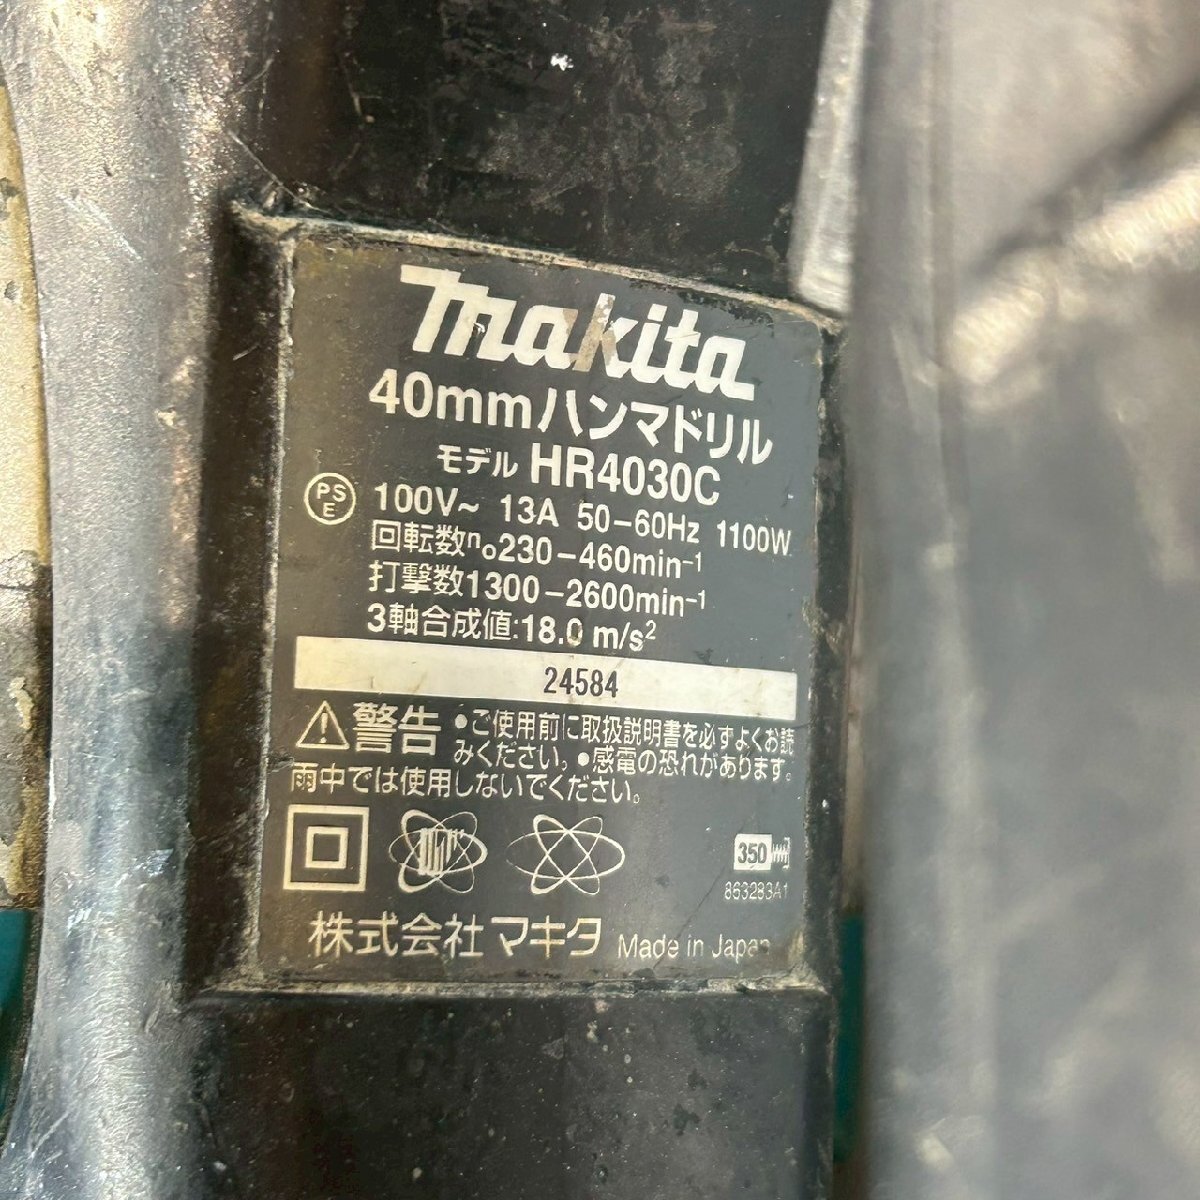 makita
40mmハンマドリル
モデル HR4030C
PSE 100V~ 13A 50-60Hz 1100W
回転数no230-460min-1
打撃数1300-2600min-1
3軸合成値:18.0 m/s2
24584
警告 •ご使用前に取扱説明書を必ずよくお読
みください。•感電の恐れがあります。
雨中では使用しないでください。
350
863283A1
株式会社マキタ Made in Japan